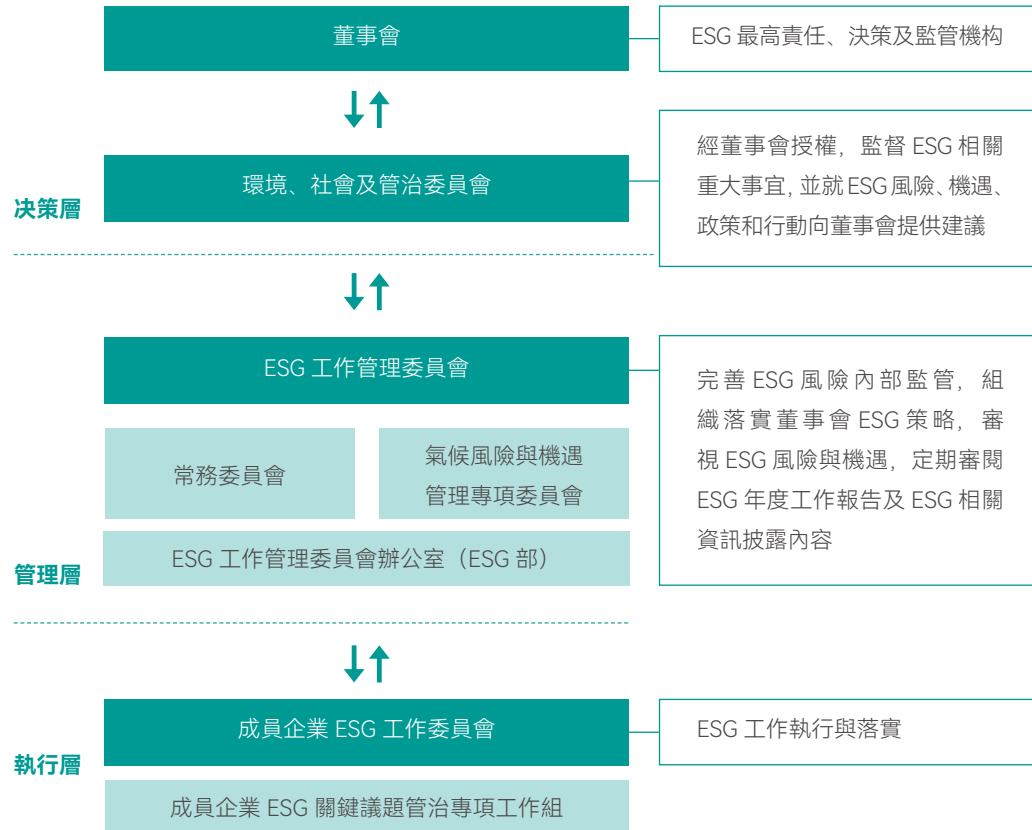 董事會
ESG 最高責任、決策及監管機构
環境、社會及管治委員會
經董事會授權，監督 ESG 相關
重大事宜，並就 ESG 風險、機遇、
政策和行動向董事會提供建議
决策層
ESG 工作管理委員會
完善 ESG 風險內部監管，組
織落實董事會 ESG 策略，審
視 ESG 風險與機遇，定期審閱
ESG 年度工作報告及 ESG 相關
資訊披露內容
常務委員會
氣候風險與機遇
管理專項委員會
ESG 工作管理委員會辦公室（ESG 部）
管理層
成員企業 ESG 工作委員會
ESG 工作執行與落實
執行層
成員企業 ESG 關鍵議題管治專項工作組